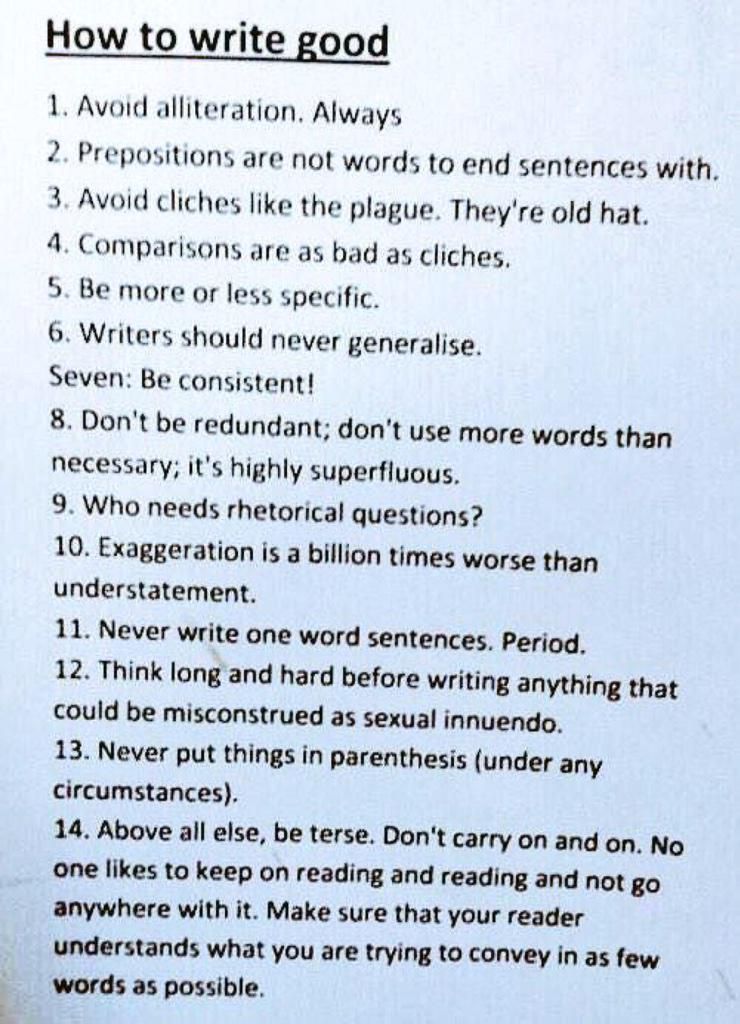 How to write good
1. Avoid alliteration. Always
2. Prepositions are not words to end sentences with.
3. Avoid cliches like the plague. They're old hat.
4. Comparisons are as bad as cliches.
5. Be more or less specific.
6. Writers should never generalise.
Seven: Be consistent!
8. Don't be redundant; don't use more words than
necessary; it's highly superfluous.
9. Who needs rhetorical questions?
10. Exaggeration is a billion times worse than
understatement.
11. Never write one word sentences. Period.
12. Think long and hard before writing anything that
could be misconstrued as sexual innuendo.
13. Never put things in parenthesis (under any
circumstances).
14. Above all else, be terse. Don't carry on and on. No
one likes to keep on reading and reading and not go
anywhere with it. Make sure that your reader
understands what you are trying to convey in as few
words as possible.